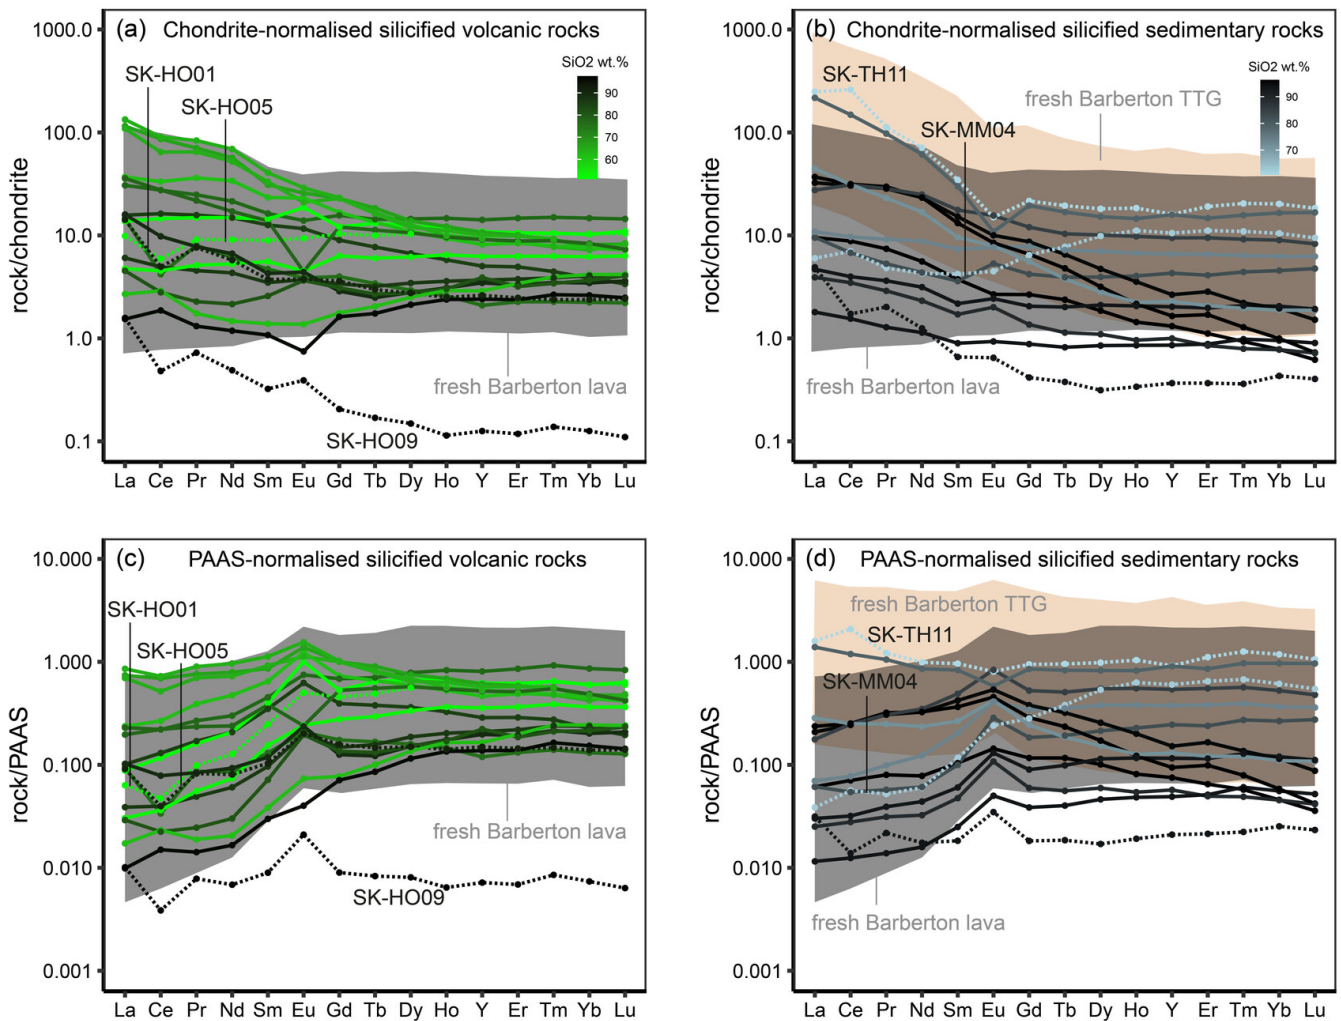 (a) Chondrite-normalised silicified volcanic rocks
rock/chondrite
1000.0
100.0
10.0
1.0
0.1
SK-HO01
SK-HO05
SiO2 wt.%
90
80
70
60
fresh Barberton lava
SK-HO09
La Ce Pr Nd Sm Eu Gd Tb Dy Ho Y Er Tm Yb Lu
(b) Chondrite-normalised silicified sedimentary rocks
rock/chondrite
1000.0
100.0
10.0
1.0
0.1
SK-TH11
SiO2 wt.%
90
80
70
fresh Barberton TTG
SK-MM04
fresh Barberton lava
La Ce Pr Nd Sm Eu Gd Tb Dy Ho Y Er Tm Yb Lu
(c) PAAS-normalised silicified volcanic rocks
rock/PAAS
10.000
1.000
0.100
0.010
0.001
SK-HO01
SK-HO05
fresh Barberton lava
SK-HO09
La Ce Pr Nd Sm Eu Gd Tb Dy Ho Y Er Tm Yb Lu
(d) PAAS-normalised silicified sedimentary rocks
rock/PAAS
10.000
1.000
0.100
0.010
0.001
fresh Barberton TTG
SK-TH11
SK-MM04
fresh Barberton lava
La Ce Pr Nd Sm Eu Gd Tb Dy Ho Y Er Tm Yb Lu